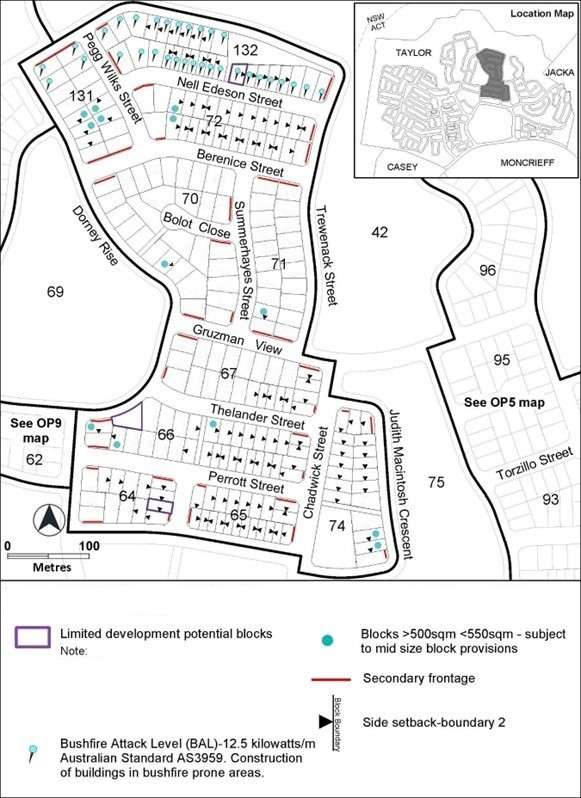 Location Map
NSW
ACT
TAYLOR
JACKA
CASEY
MONCRIEFF
132
Pegg Wilks Street
131
Nell Edeson Street
72
Berenice Street
70
Bolot Close
Summerhayes Street
71
Trewenack Street
42
Dorney Rise
69
96
Gruzman View
67
95
See OP5 map
Thelander Street
See OP9
map
62
66
Chadwick Street
Judith Macintosh Crescent
Perrott Street
64
65
74
75
Torzillo Street
93
0 100
Metres
Limited development potential blocks
Note:
Blocks >500sqm <550sqm - subject
to mid size block provisions
Secondary frontage
Block Boundary
Side setback-boundary 2
Bushfire Attack Level (BAL)-12.5 kilowatts/m
Australian Standard AS3959. Construction
of buildings in bushfire prone areas.